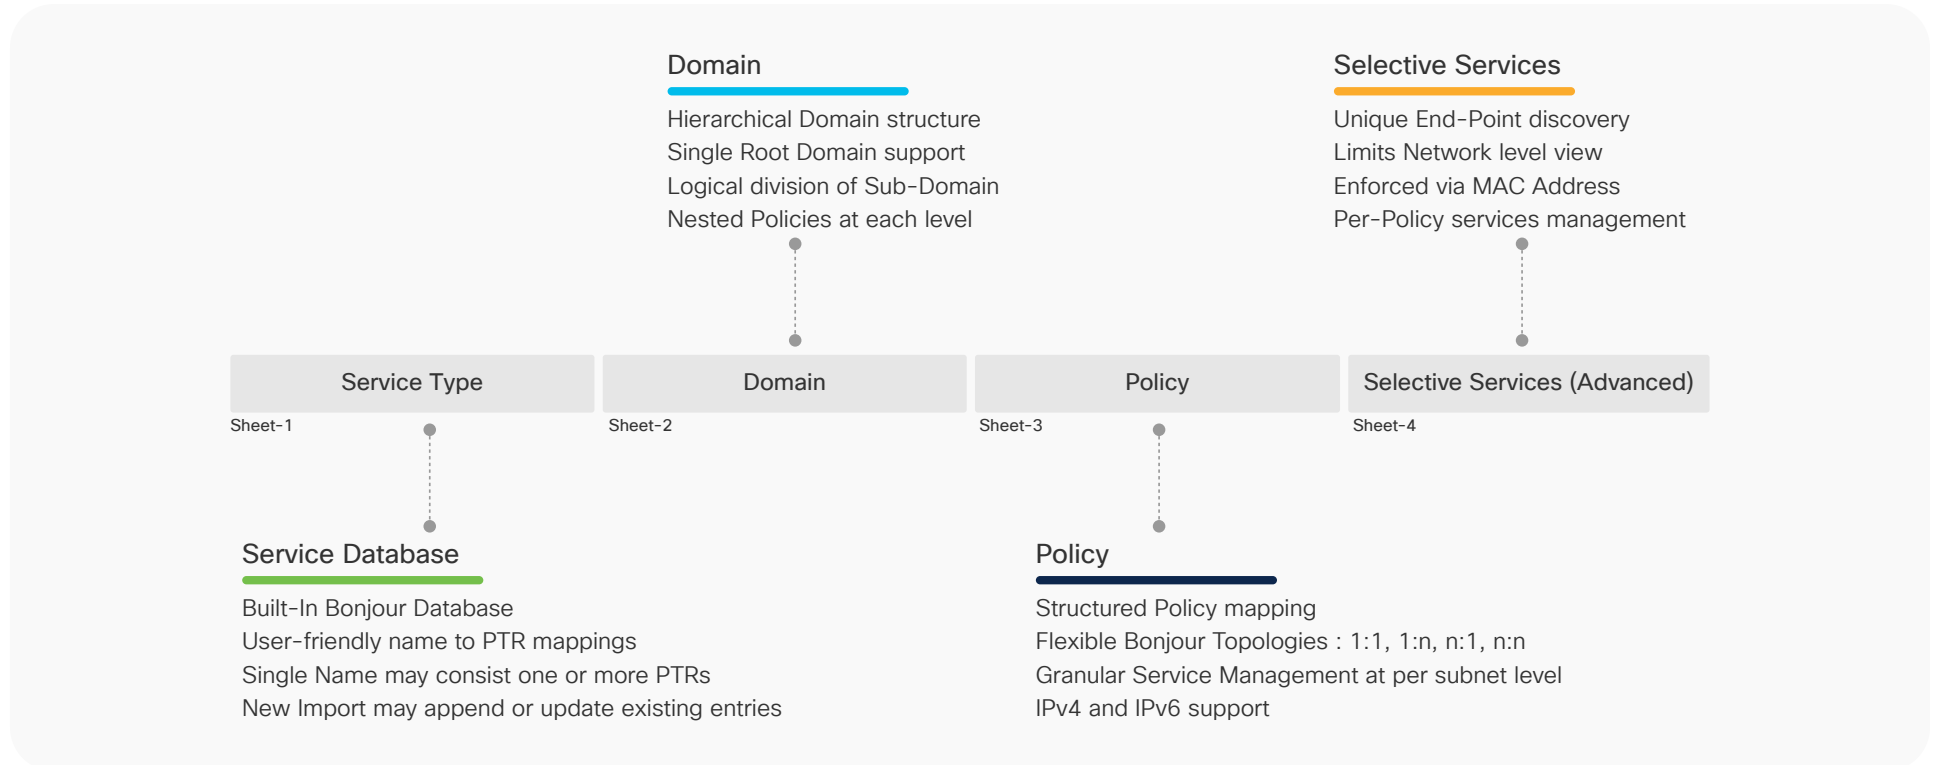 Domain
Hierarchical Domain structure
Single Root Domain support
Logical division of Sub-Domain
Nested Policies at each level
Selective Services
Unique End-Point discovery
Limits Network level view
Enforced via MAC Address
Per-Policy services management
Service Type
Domain
Policy
Selective Services (Advanced)
Sheet-1
Sheet-2
Sheet-3
Sheet-4
Service Database
Built-In Bonjour Database
User-friendly name to PTR mappings
Single Name may consist one or more PTRs
New Import may append or update existing entries
Policy
Structured Policy mapping
Flexible Bonjour Topologies : 1:1, 1:n, n:1, n:n
Granular Service Management at per subnet level
IPv4 and IPv6 support